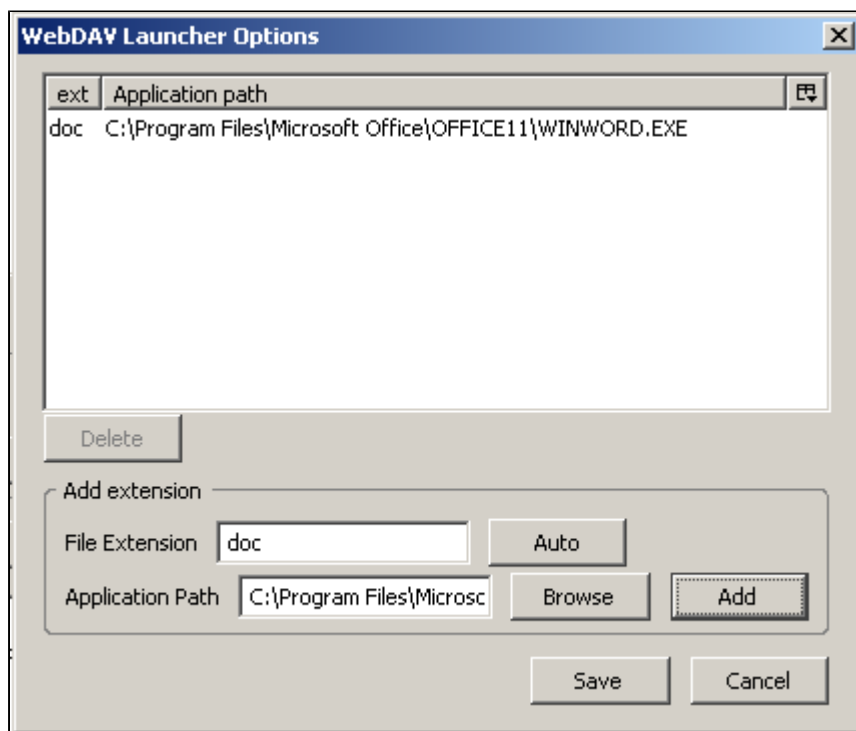 WebDAV Launcher Options
ext Application path
doc C:\Program Files\Microsoft Office\OFFICE11\WINWORD.EXE
Delete
Add extension
File Extension doc Auto
Application Path C:\Program Files\Microsc Browse Add
Save Cancel